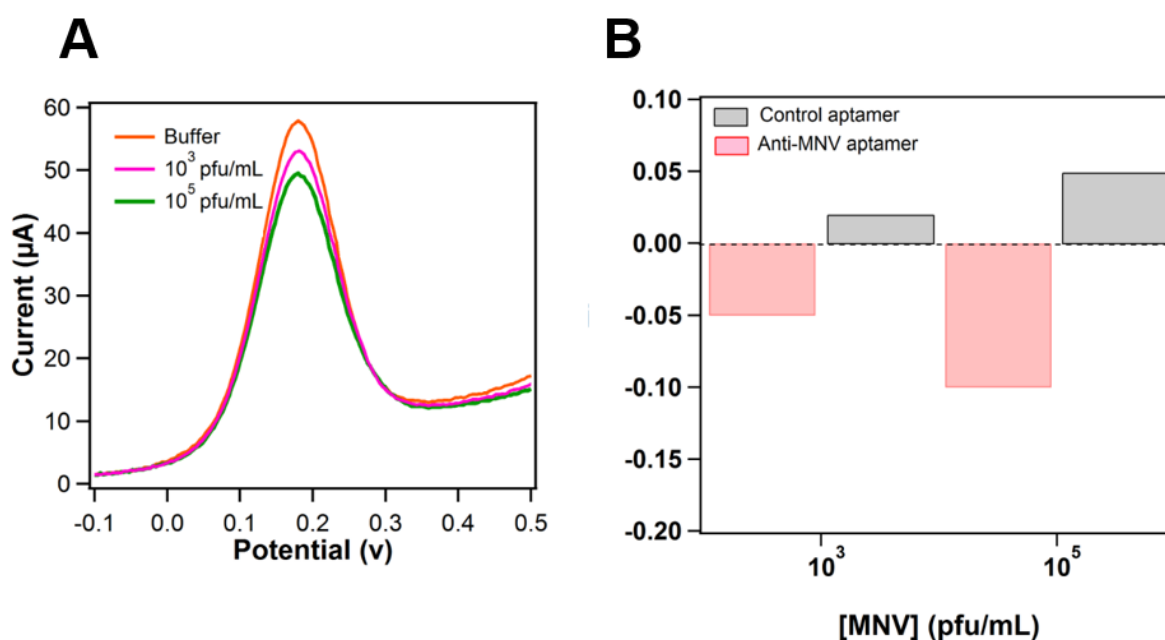 A
60
50
40
30
20
10
0
Current (µA)
Buffer
10³ pfu/mL
10⁵ pfu/mL
-0.1 0.0 0.1 0.2 0.3 0.4 0.5
Potential (v)
B
0.10
0.05
0.00
-0.05
-0.10
-0.15
-0.20
Control aptamer
Anti-MNV aptamer
10³ 10⁵
[MNV] (pfu/mL)